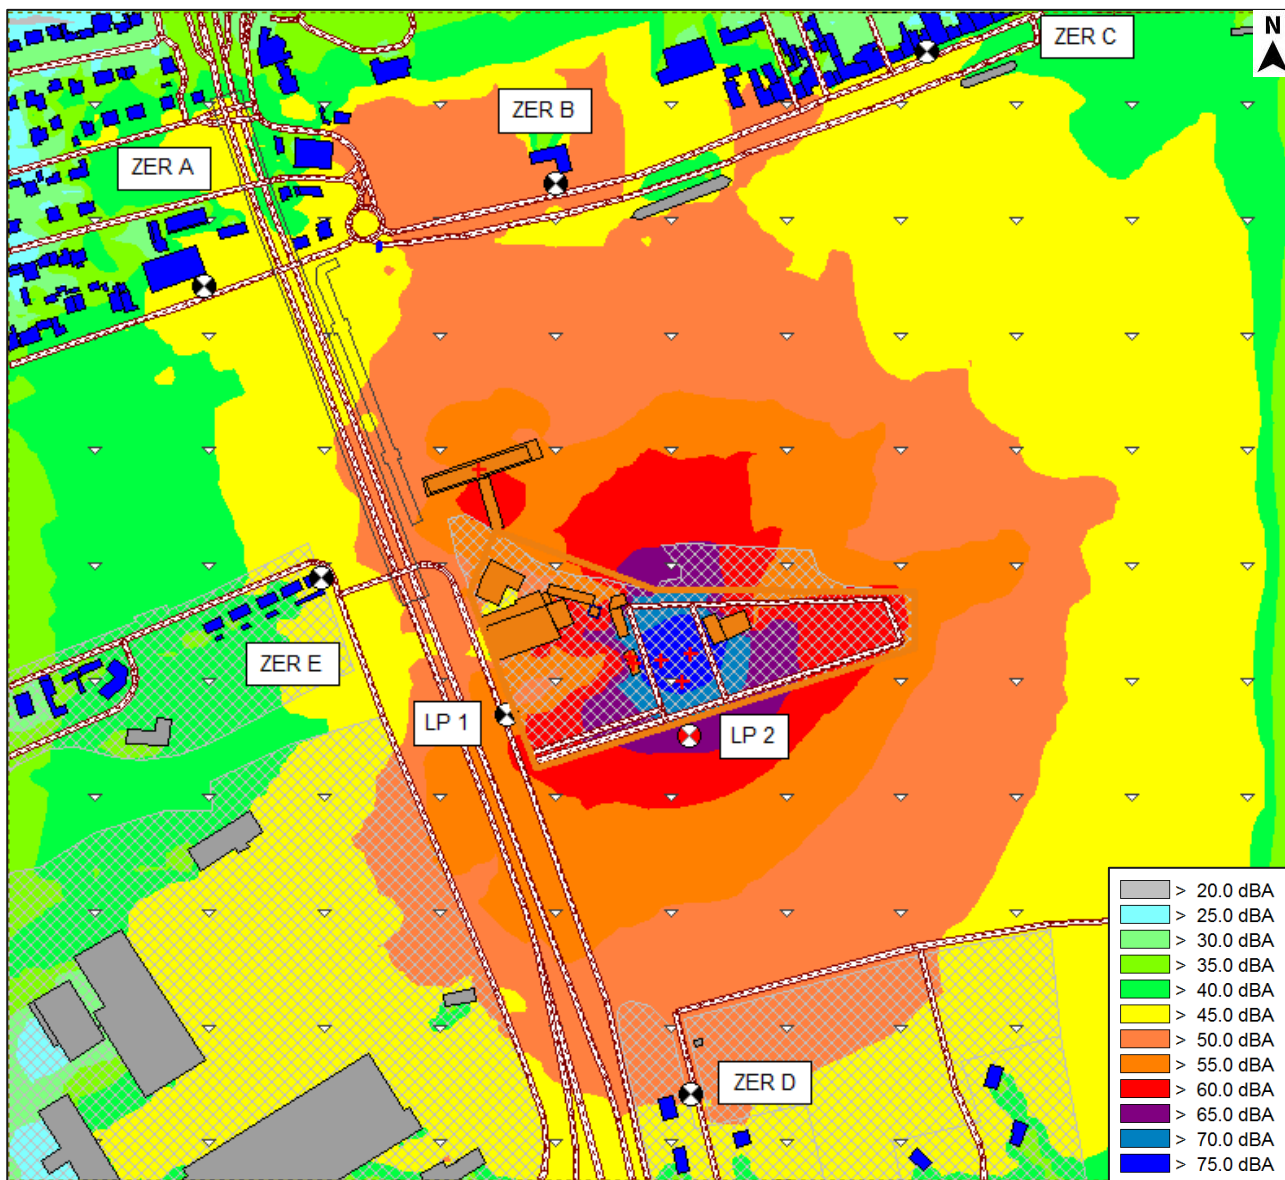 N
ZER C
ZER B
ZER A
ZER E
LP 1
LP 2
ZER D
> 20.0 dBA
> 25.0 dBA
> 30.0 dBA
> 35.0 dBA
> 40.0 dBA
> 45.0 dBA
> 50.0 dBA
> 55.0 dBA
> 60.0 dBA
> 65.0 dBA
> 70.0 dBA
> 75.0 dBA